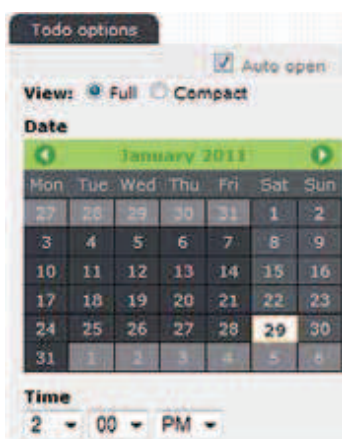 Todo options
Auto open
View: Full Compact
Date
January 2011
Mon Tue Wed Thu Fri Sat Sun
27 28 29 30 31 1 2
3 4 5 6 7 8 9
10 11 12 13 14 15 16
17 18 19 20 21 22 23
24 25 26 27 28 29 30
31 1 2 3 4 5 6
Time
2 00 PM